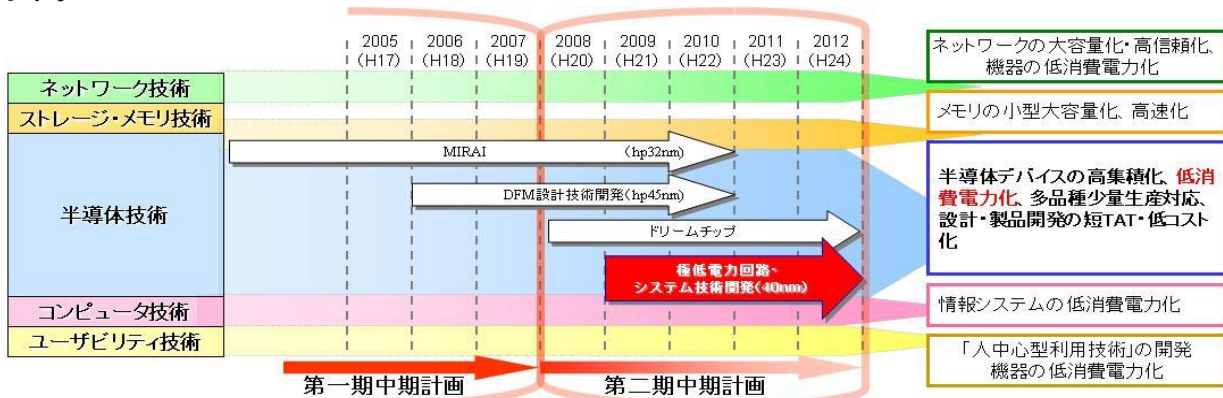 2005 2006 2007 2008 2009 2010 2011 2012
(H17) (H18) (H19) (H20) (H21) (H22) (H23) (H24)
ネットワークの大容量化・高信頼化、
機器の低消費電力化
ネットワーク技術
ストレージ・メモリ技術
メモリの小型大容量化、高速化
MIRAI (hp32nm)
DFM設計技術開発(hp45nm)
半導体技術
ドリームチップ
極低電力回路・
システム技術開発(40nm)
半導体デバイスの高集積化、低消
費電力化、多品種少量生産対応、
設計・製品開発の短TAT・低コスト
化
コンピュータ技術
情報システムの低消費電力化
ユーザビリティ技術
「人中心型利用技術」の開発
機器の低消費電力化
第一期中期計画
第二期中期計画